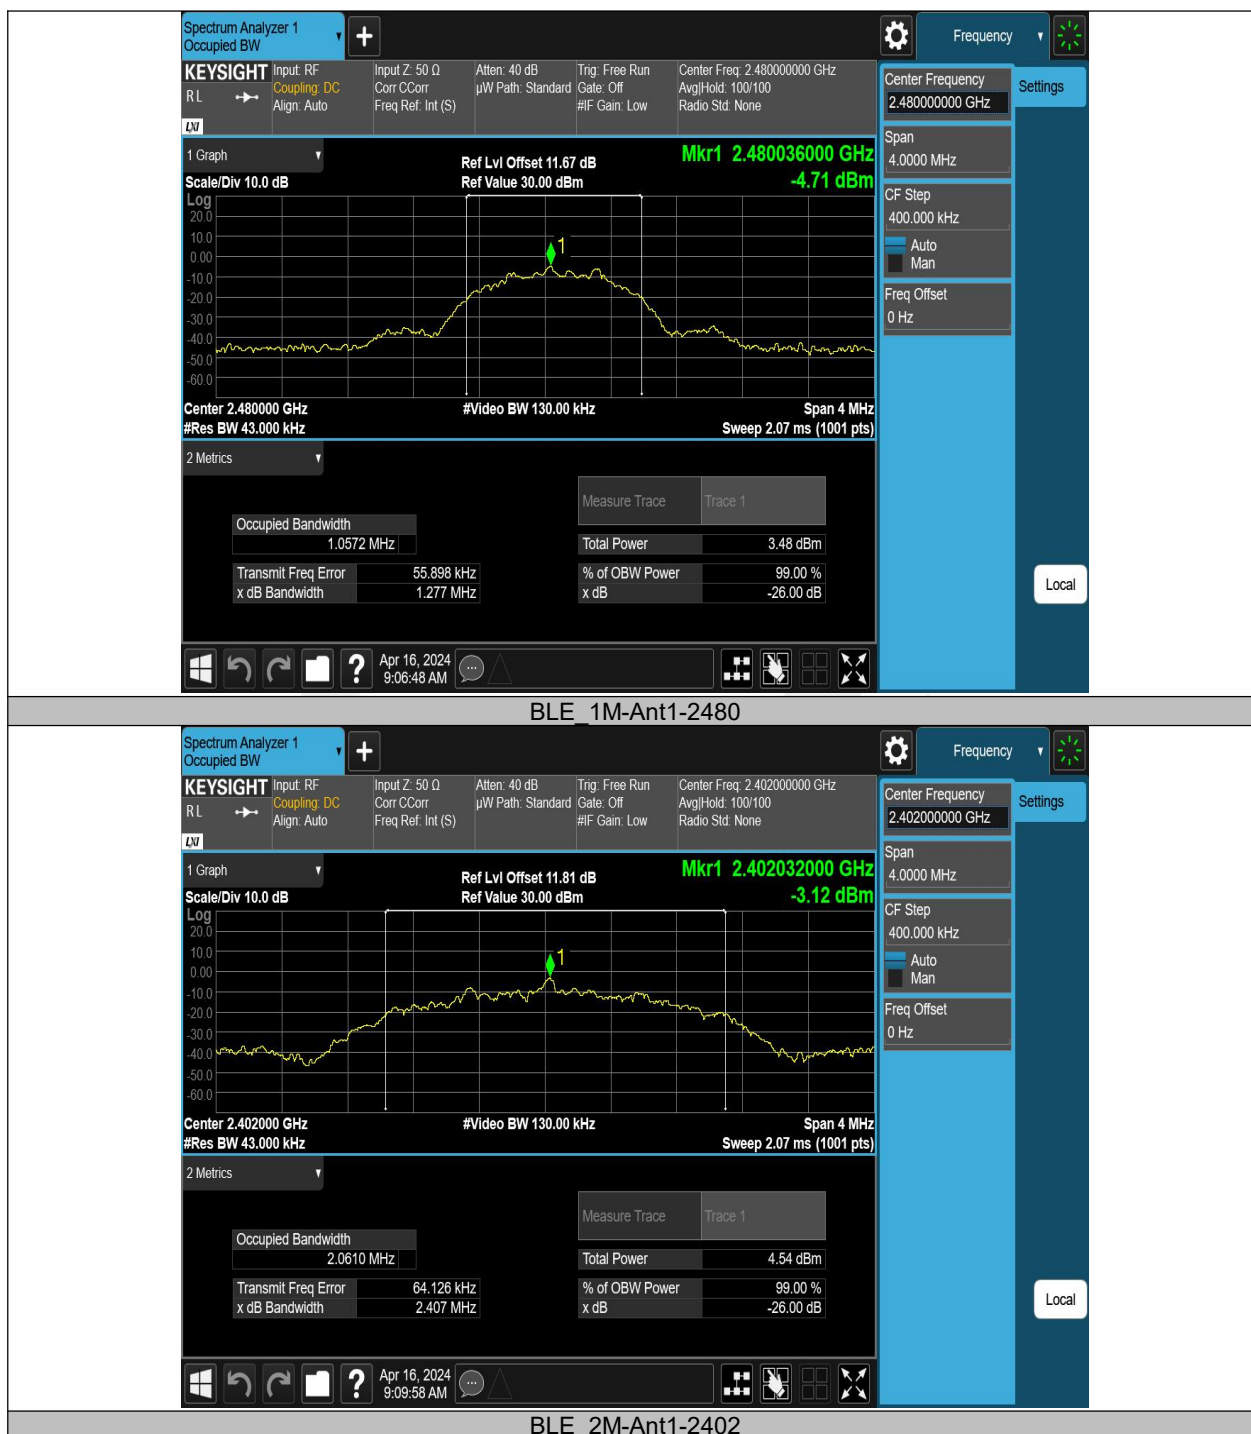 Spectrum Analyzer 1
Occupied BW
Frequency
KEYSIGHT
RL
LXI
Input: RF
Coupling: DC
Align: Auto
Input Z: 50 Ω
Corr CCorr
Freq Ref: Int (S)
Atten: 40 dB
µW Path: Standard
Trig: Free Run
Gate: Off
#IF Gain: Low
Center Freq: 2.480000000 GHz
Avg|Hold: 100/100
Radio Std: None
Center Frequency
2.480000000 GHz
Settings
Span
4.0000 MHz
CF Step
400.000 kHz
Auto
Man
Freq Offset
0 Hz
1 Graph
Scale/Div 10.0 dB
Ref Lvl Offset 11.67 dB
Ref Value 30.00 dBm
Mkr1 2.480036000 GHz
-4.71 dBm
Log
20.0
10.0
0.00
-10.0
-20.0
-30.0
-40.0
-50.0
-60.0
1
Center 2.480000 GHz
#Video BW 130.00 kHz
Span 4 MHz
#Res BW 43.000 kHz
Sweep 2.07 ms (1001 pts)
2 Metrics
Measure Trace Trace 1
Occupied Bandwidth
1.0572 MHz
Total Power 3.48 dBm
Transmit Freq Error 55.898 kHz
% of OBW Power 99.00 %
x dB Bandwidth 1.277 MHz
x dB -26.00 dB
Local
?
Apr 16, 2024
9:06:48 AM
BLE_1M-Ant1-2480
Spectrum Analyzer 1
Occupied BW
Frequency
KEYSIGHT
RL
LXI
Input: RF
Coupling: DC
Align: Auto
Input Z: 50 Ω
Corr CCorr
Freq Ref: Int (S)
Atten: 40 dB
µW Path: Standard
Trig: Free Run
Gate: Off
#IF Gain: Low
Center Freq: 2.402000000 GHz
Avg|Hold: 100/100
Radio Std: None
Center Frequency
2.402000000 GHz
Settings
Span
4.0000 MHz
CF Step
400.000 kHz
Auto
Man
Freq Offset
0 Hz
1 Graph
Scale/Div 10.0 dB
Ref Lvl Offset 11.81 dB
Ref Value 30.00 dBm
Mkr1 2.402032000 GHz
-3.12 dBm
Log
20.0
10.0
0.00
-10.0
-20.0
-30.0
-40.0
-50.0
-60.0
1
Center 2.402000 GHz
#Video BW 130.00 kHz
Span 4 MHz
#Res BW 43.000 kHz
Sweep 2.07 ms (1001 pts)
2 Metrics
Measure Trace Trace 1
Occupied Bandwidth
2.0610 MHz
Total Power 4.54 dBm
Transmit Freq Error 64.126 kHz
% of OBW Power 99.00 %
x dB Bandwidth 2.407 MHz
x dB -26.00 dB
Local
?
Apr 16, 2024
9:09:58 AM
BLE_2M-Ant1-2402